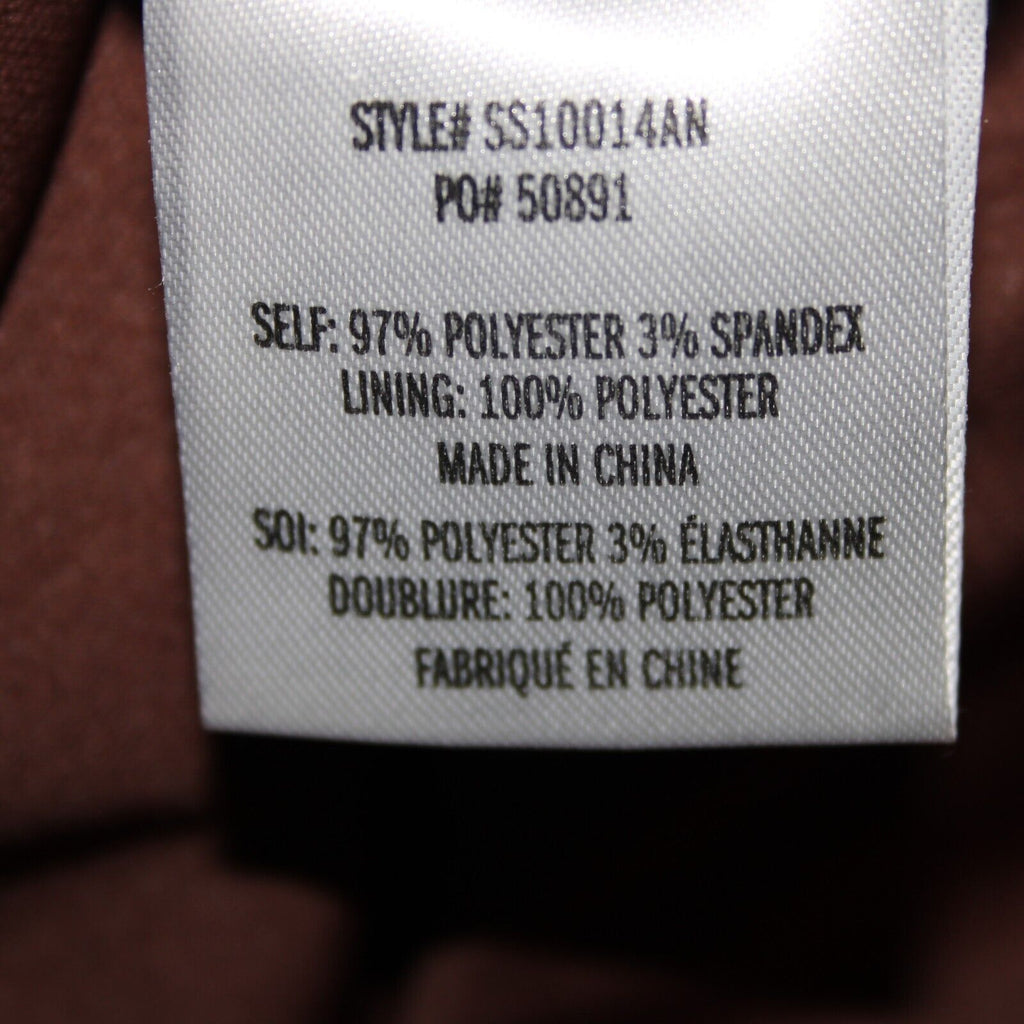 STYLE# SS10014AN
PO# 50891
SELF: 97% POLYESTER 3% SPANDEX
LINING: 100% POLYESTER
MADE IN CHINA
SOI: 97% POLYESTER 3% ÉLASTHANNE
DOUBLURE: 100% POLYESTER
FABRIQUÉ EN CHINE